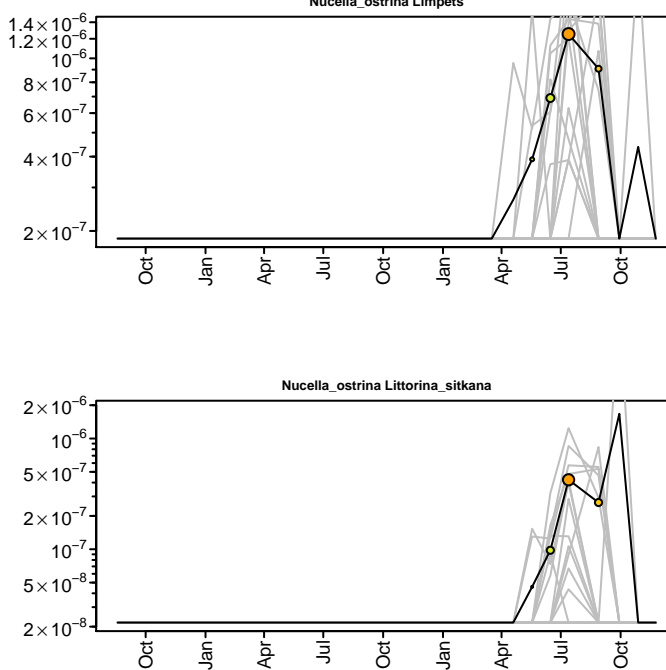 Nucella_ostrina Limpets
1.4 × 10⁻⁶
1.2 × 10⁻⁶
10⁻⁶
8 × 10⁻⁷
6 × 10⁻⁷
4 × 10⁻⁷
2 × 10⁻⁷
Oct Jan Apr Jul Oct Jan Apr Jul Oct
Nucella_ostrina Littorina_sitkana
2 × 10⁻⁶
10⁻⁶
5 × 10⁻⁷
2 × 10⁻⁷
10⁻⁷
5 × 10⁻⁸
2 × 10⁻⁸
Oct Jan Apr Jul Oct Jan Apr Jul Oct